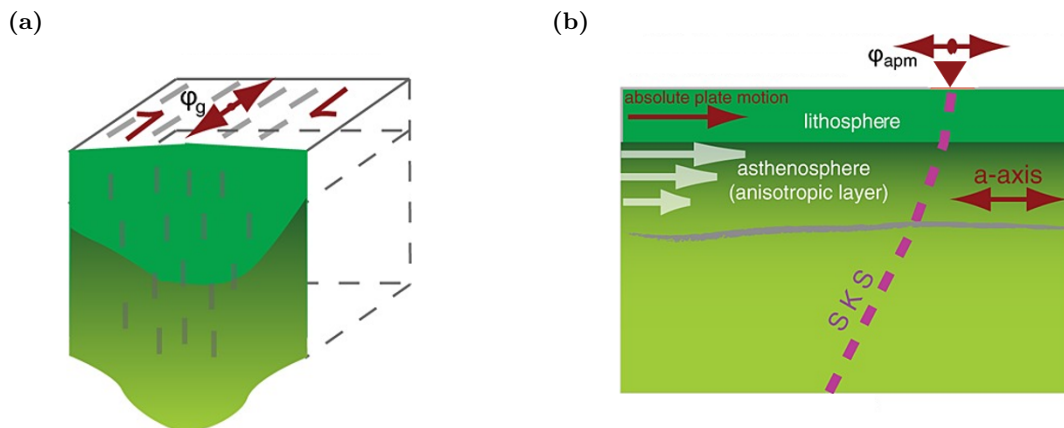 (a)
φg
(b)
φapm
absolute plate motion
lithosphere
asthenosphere
(anisotropic layer)
a-axis
SKS